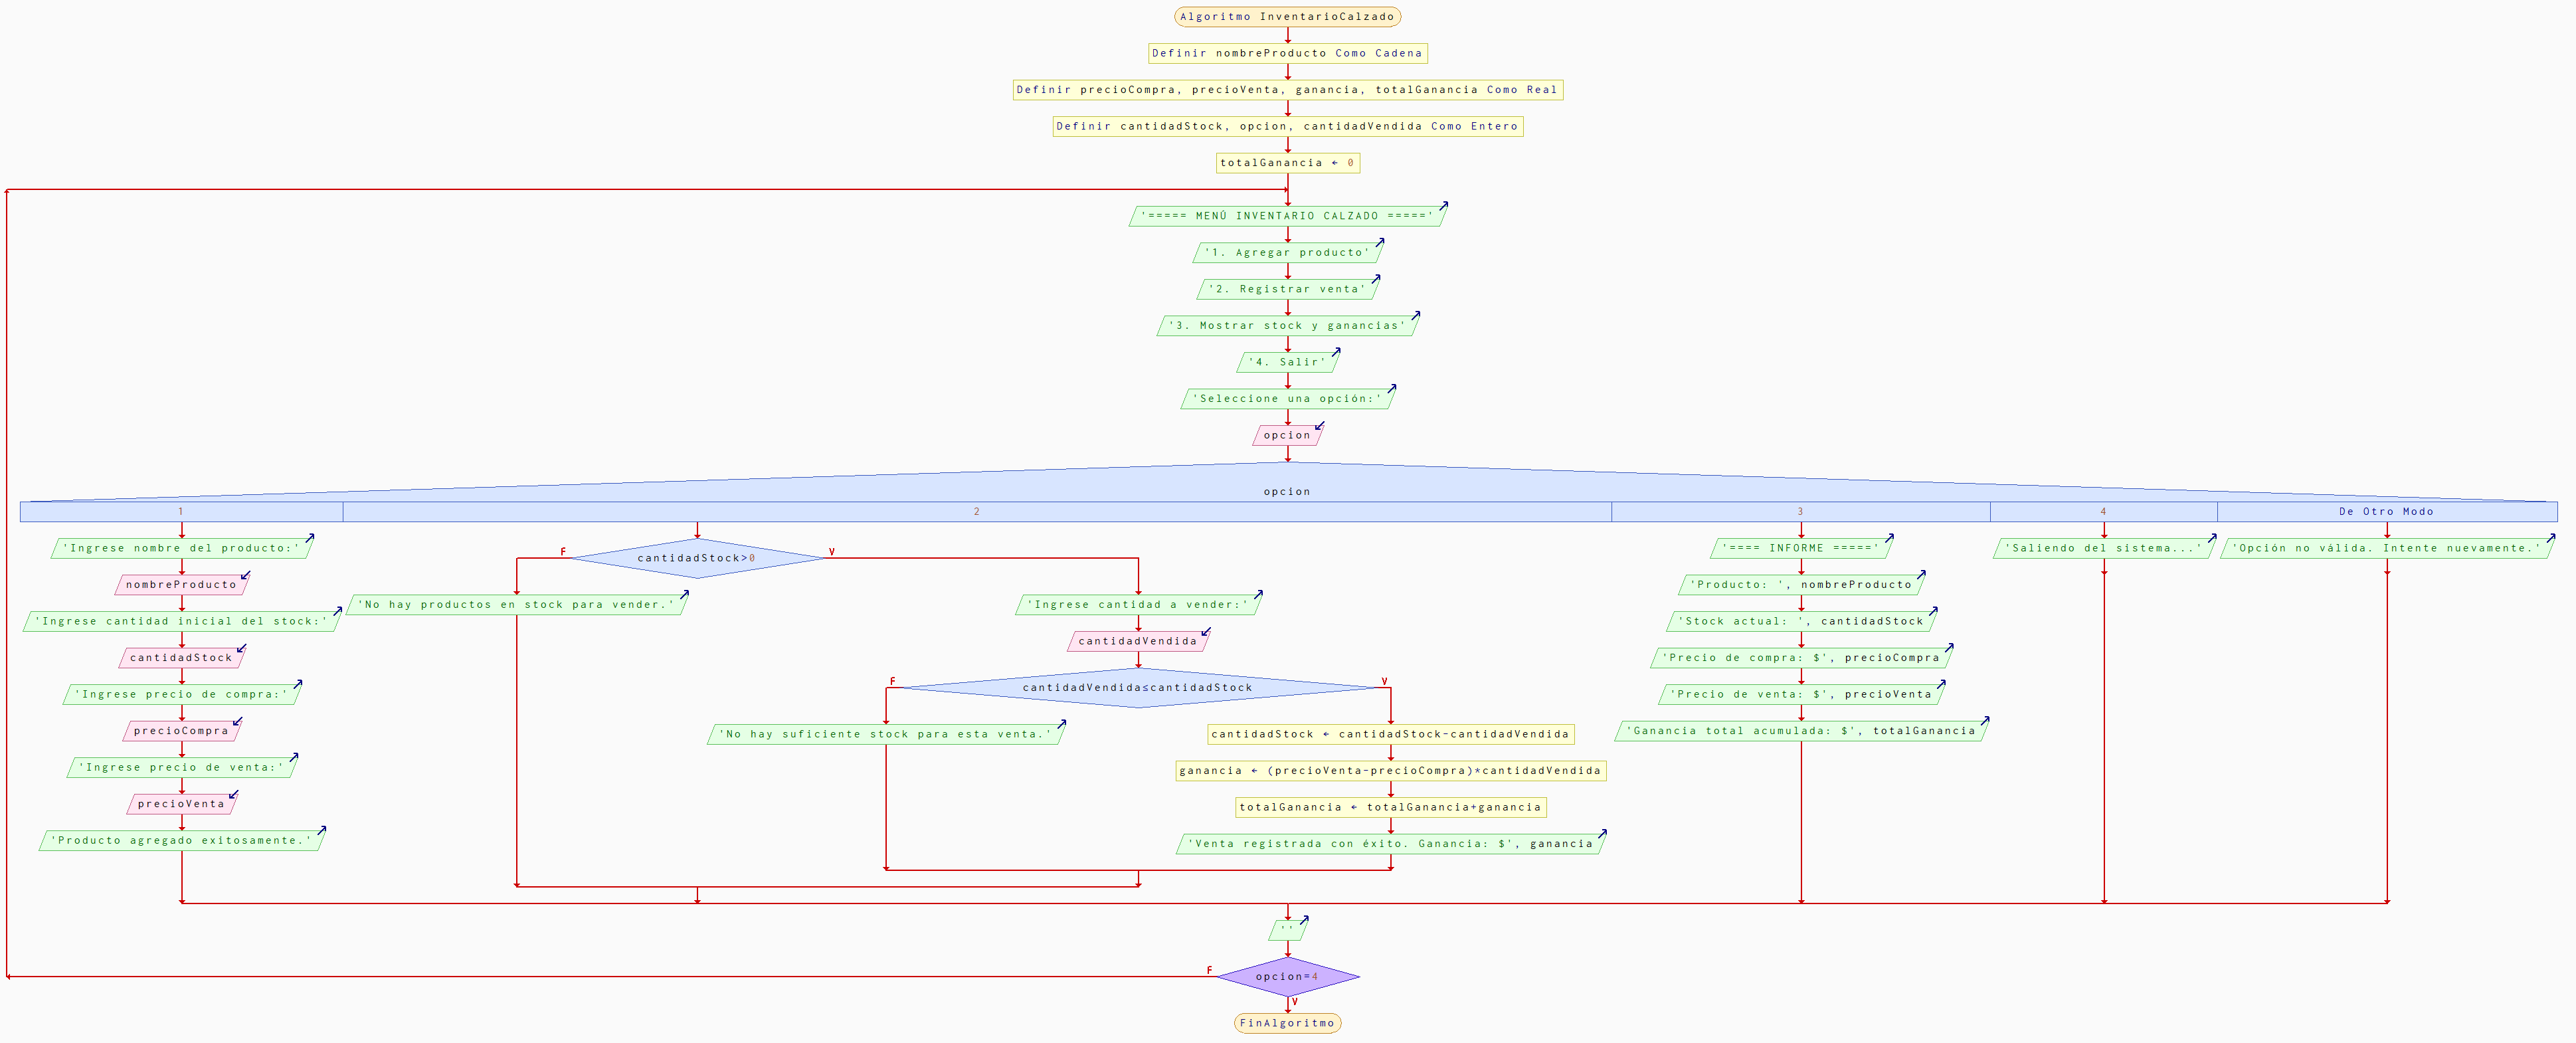 Algoritmo InventarioCalzado
Definir nombreProducto Como Cadena
Definir precioCompra, precioVenta, ganancia, totalGanancia Como Real
Definir cantidadStock, opcion, cantidadVendida Como Entero
totalGanancia ← 0
'===== MENÚ INVENTARIO CALZADO ====='
'1. Agregar producto'
'2. Registrar venta'
'3. Mostrar stock y ganancias'
'4. Salir'
'Seleccione una opción:'
opcion
opcion
1
2
3
4
De Otro Modo
'Ingrese nombre del producto:'
nombreProducto
'Ingrese cantidad inicial del stock:'
cantidadStock
'Ingrese precio de compra:'
precioCompra
'Ingrese precio de venta:'
precioVenta
'Producto agregado exitosamente.'
cantidadStock>0
F
V
'No hay productos en stock para vender.'
'Ingrese cantidad a vender:'
cantidadVendida
cantidadVendida≤cantidadStock
F
V
'No hay suficiente stock para esta venta.'
cantidadStock ← cantidadStock-cantidadVendida
ganancia ← (precioVenta-precioCompra)*cantidadVendida
totalGanancia ← totalGanancia+ganancia
'Venta registrada con éxito. Ganancia: $', ganancia
'==== INFORME ====='
'Producto: ', nombreProducto
'Stock actual: ', cantidadStock
'Precio de compra: $', precioCompra
'Precio de venta: $', precioVenta
'Ganancia total acumulada: $', totalGanancia
'Saliendo del sistema...'
'Opción no válida. Intente nuevamente.'
''
opcion=4
F
V
FinAlgoritmo